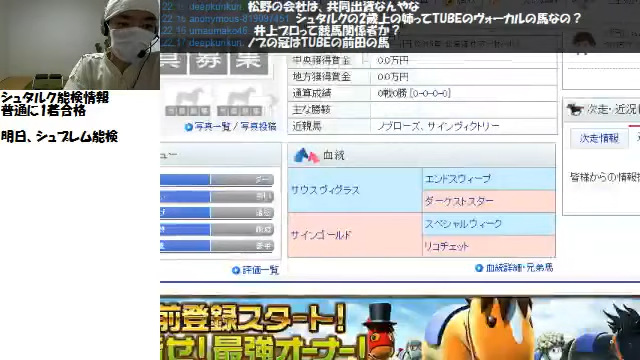 松野の会社は、共同出資なんやな
シュタルクの2歳上の姉ってTUBEのヴォーカルの馬なの？
井上プロって競馬関係者か？
ノブの冠はTUBEの前田の馬
シュタルク能検情報
普通に1着合格
明日、シュプレム能検
中央獲得賞金 0.0万円
地方獲得賞金 0.0万円
通算成績 0戦0勝 [0-0-0-0]
主な勝鞍
近親馬 ノブローズ、サインヴィクトリー
写真一覧 / 写真投稿
次走・近況
次走情報
皆様からの情報
血統
サウスヴィグラス
エンドスウィープ
ダーケストスター
サインゴールド
スペシャルウィーク
リコチェット
評価一覧
血統詳細・兄弟馬
前登録スタート!
せ!最強オーナー!